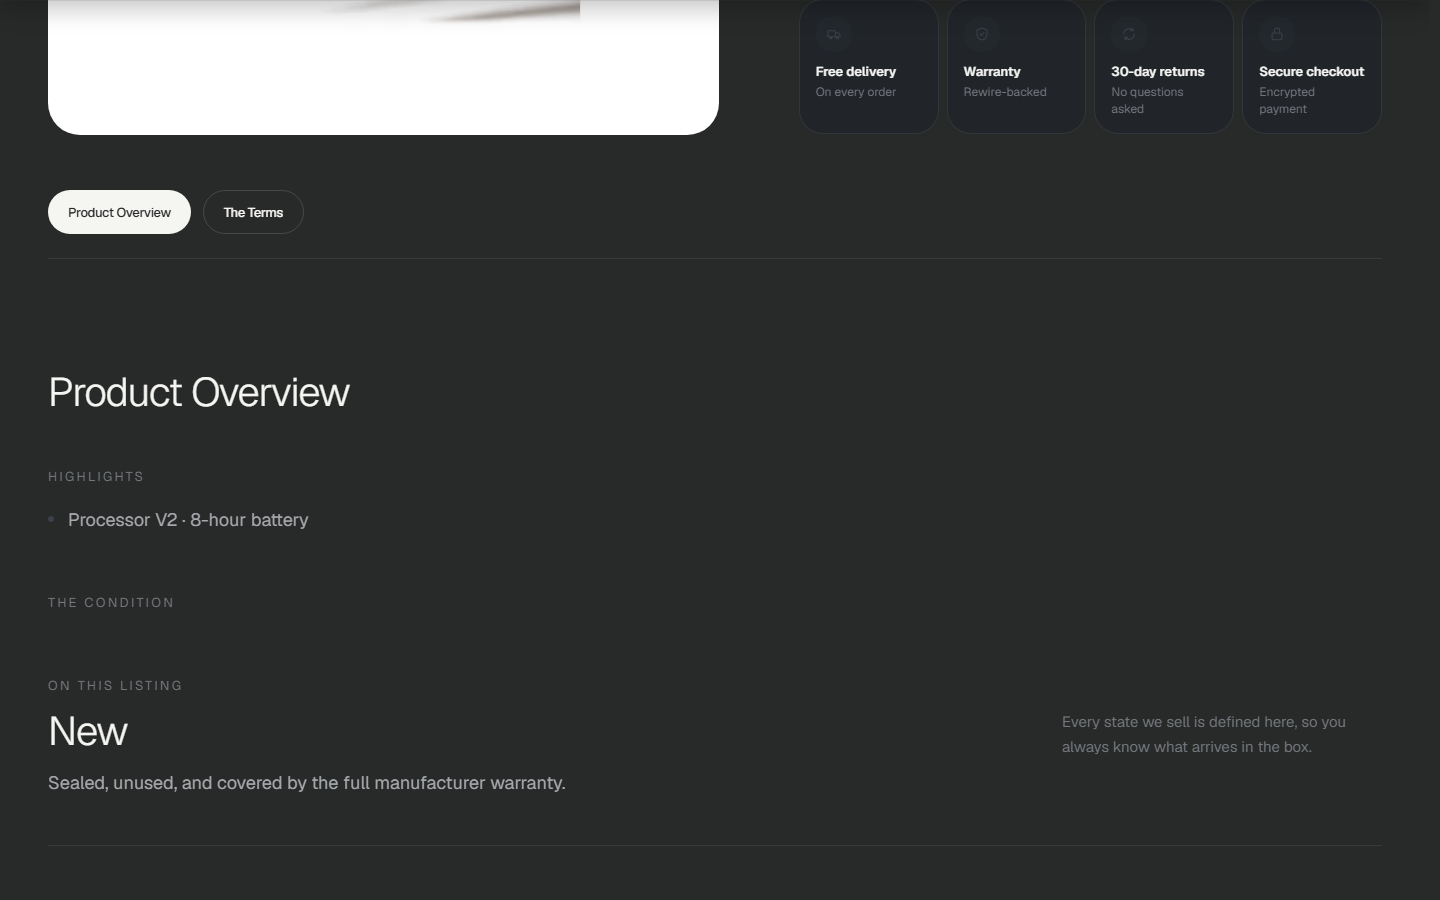 Free delivery
On every order
Warranty
Rewire-backed
30-day returns
No questions
asked
Secure checkout
Encrypted
payment
Product Overview
The Terms
Product Overview
HIGHLIGHTS
Processor V2 · 8-hour battery
THE CONDITION
ON THIS LISTING
New
Sealed, unused, and covered by the full manufacturer warranty.
Every state we sell is defined here, so you
always know what arrives in the box.